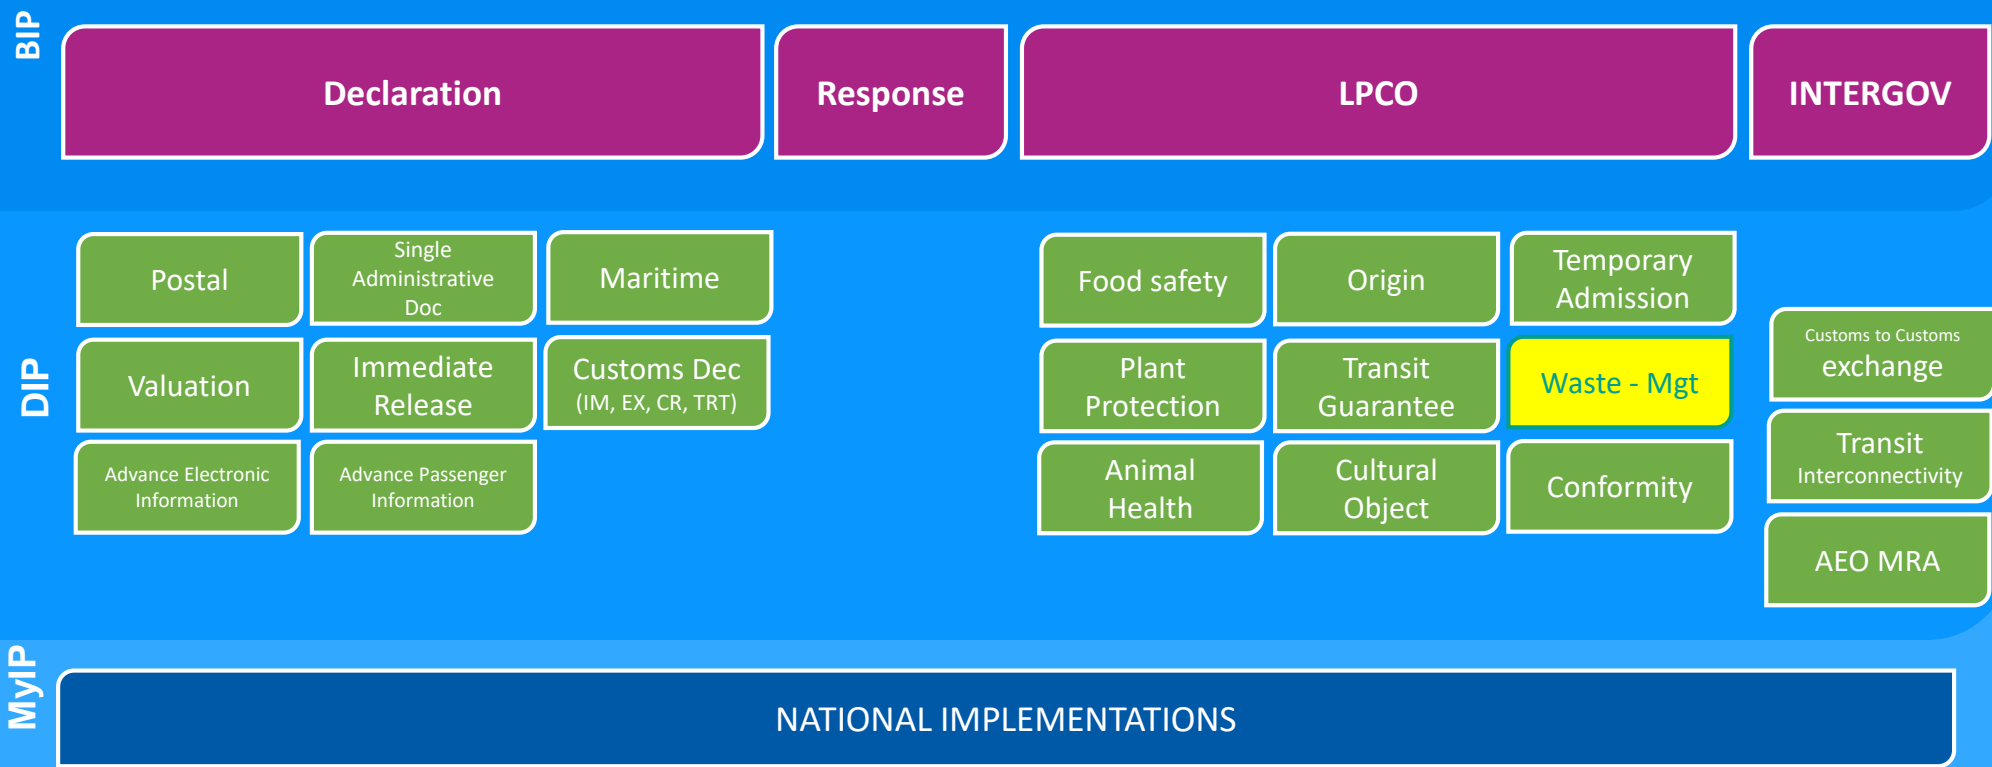 BIP
Declaration
Response
LPCO
INTERGOV
DIP
Postal
Single
Administrative
Doc
Maritime
Valuation
Immediate
Release
Customs Dec
(IM, EX, CR, TRT)
Advance Electronic
Information
Advance Passenger
Information
Food safety
Origin
Temporary
Admission
Plant
Protection
Transit
Guarantee
Waste - Mgt
Animal
Health
Cultural
Object
Conformity
Customs to Customs
exchange
Transit
Interconnectivity
AEO MRA
MyIP
NATIONAL IMPLEMENTATIONS